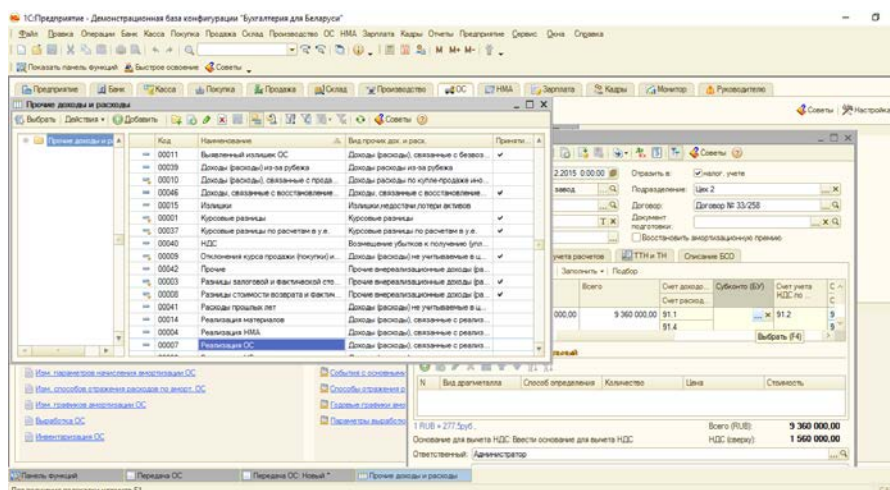 1С:Предприятие - Демонстрационная база конфигурации "Бухгалтерия для Беларуси"
Файл Правка Операции Банк Касса Покупка Продажа Склад Производство ОС НМА Зарплата Кадры Отчеты Предприятие Сервис Окна Справка
M M+ M-
Показать панель функций Быстрое освоение Советы
Предприятие Банк Касса Покупка Продажа Склад Производство ОС НМА Зарплата Кадры Монитор Руководителю
Прочие доходы и расходы
Советы Настройка
Выбрать Действия Добавить Советы
Советы
Прочие доходы и р
Код Наименование Вид прочих дох. и расх. Приняти...
00011 Выявленный излишек ОС Доходы (расходы), связанные с безвоз...
00039 Доходы (расходы) из-за рубежа Доходы расходы из-за рубежа
00010 Доходы (расходы), связанные с прода... Доходы расходы по купле-продаже ино...
00046 Доходы, связанные с восстановление... Доходы, связанные с восстановление...
00015 Излишки Излишки,недостачи,потери активов
00001 Курсовые разницы Курсовые разницы
00037 Курсовые разницы по расчетам в у.е. Курсовые разницы по расчетам в у.е.
00040 НДС Возмещение убытков к получению (упл...
00009 Отклонения курса продажи (покупки) и... Доходы (расходы) не учитываемые в ц...
00042 Прочие Прочие внереализационные доходы (ра...
00003 Разницы залоговой и фактической сто... Прочие внереализационные доходы (ра...
00008 Разницы стоимости возврата и фактич... Прочие внереализационные доходы (ра...
00041 Расходы прошлых лет Доходы (расходы) не учитываемые в ц...
00014 Реализация материалов Доходы (расходы), связанные с реализ...
00004 Реализация НМА Доходы (расходы), связанные с реализ...
00007 Реализация ОС Доходы (расходы), связанные с реализ...
2.2015 0:00:00 Отразить в: налог. учете
завод Подразделение: Цех 2
Договор: Договор № 33/258
Документ подготовки:
Восстановить амортизационную премию
учета расчетов ТТН и ТН Списание БСО
Заполнить Подбор
Всего Счет доходо... Субконто (БУ) Счет учета НДС по ...
Счет расход...
000,00 9 360 000,00 91.1 91.2 9
91.4 9
Выбрать (F4)
N Вид драгметалла Способ определения Количество Цена Стоимость
1 RUB = 277.5руб. Всего (RUB): 9 360 000,00
Основание для вычета НДС: Ввести основание для вычета НДС НДС (сверху): 1 560 000,00
Ответственный: Администратор
Изм. параметров начисления амортизации ОС События с основными
Изм. способов отражения расходов по аморт. ОС Способы отражения р
Изм. графиков амортизации ОС Годовые графики амо
Выработка ОС Параметры выработки
Инвентаризация ОС
Панель функций Передача ОС Передача ОС: Новый * Прочие доходы и расходы